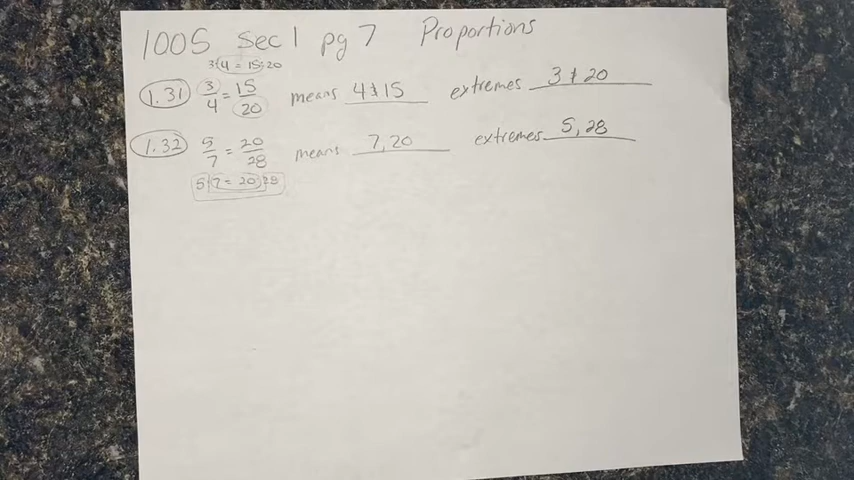 1005 Sec 1 pg 7 Proportions
3:4 = 15:20
1.31 3/4 = 15/20 means 4 & 15 extremes 3 & 20
1.32 5/7 = 20/28 means 7, 20 extremes 5, 28
5:7 = 20:28